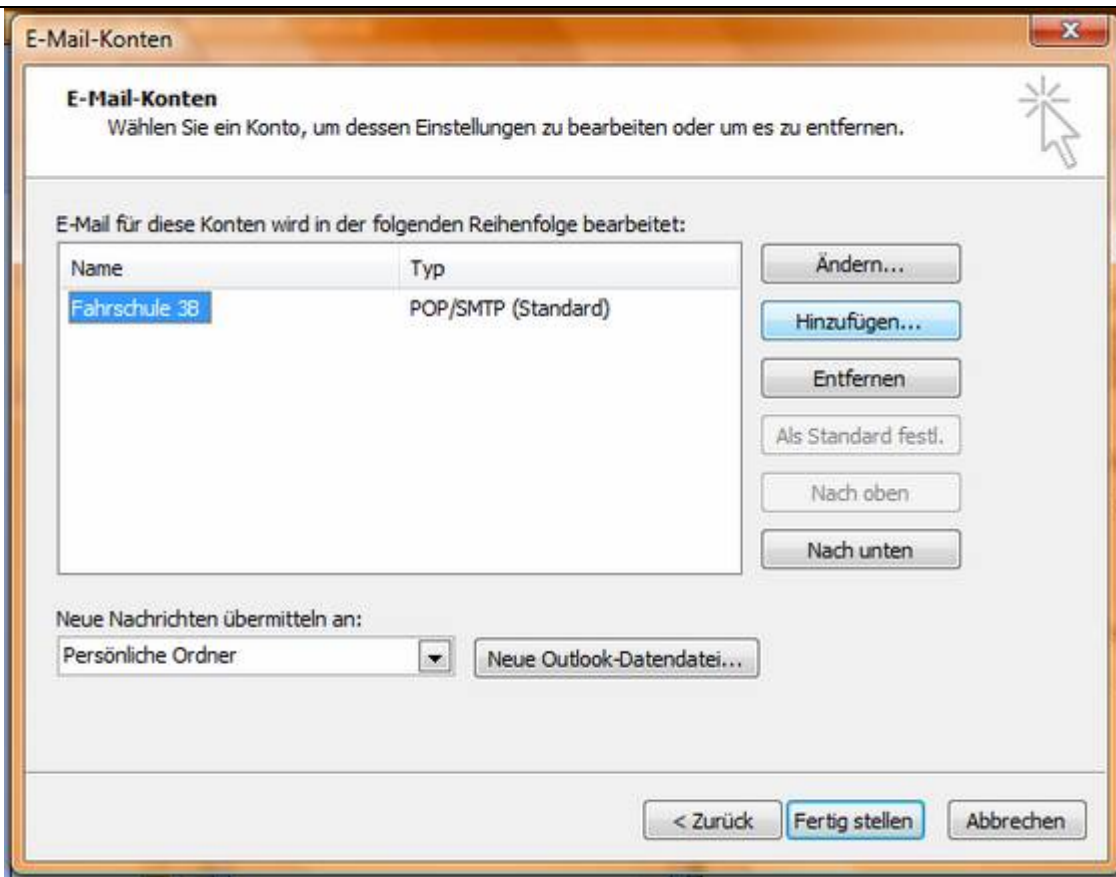 E-Mail-Konten
E-Mail-Konten
Wählen Sie ein Konto, um dessen Einstellungen zu bearbeiten oder um es zu entfernen.
E-Mail für diese Konten wird in der folgenden Reihenfolge bearbeitet:
Name Typ
Fahrschule 3B POP/SMTP (Standard)
Ändern...
Hinzufügen...
Entfernen
Als Standard festl.
Nach oben
Nach unten
Neue Nachrichten übermitteln an:
Persönliche Ordner Neue Outlook-Datendatei...
< Zurück Fertig stellen Abbrechen